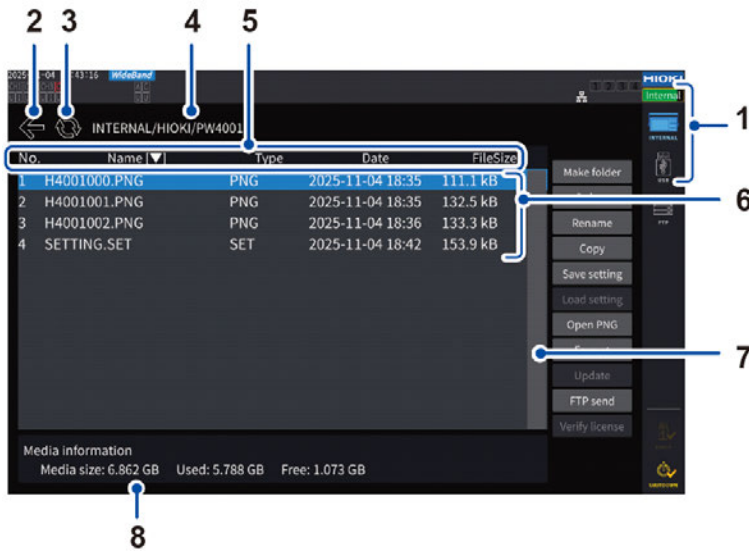 2 3 4 5
WideBand
HIOKI
Internal
INTERNAL/HIOKI/PW4001
1
INTERNAL
USB
No. Name[▼] Type Date FileSize
1 H4001000.PNG PNG 2025-11-04 18:35 111.1 kB
2 H4001001.PNG PNG 2025-11-04 18:35 132.5 kB
3 H4001002.PNG PNG 2025-11-04 18:36 133.3 kB
4 SETTING.SET SET 2025-11-04 18:42 153.9 kB
Make folder
6
Rename
FTP
Copy
Save setting
Load setting
Open PNG
7
Update
FTP send
Verify license
Media information
Media size: 6.862 GB Used: 5.788 GB Free: 1.073 GB
8